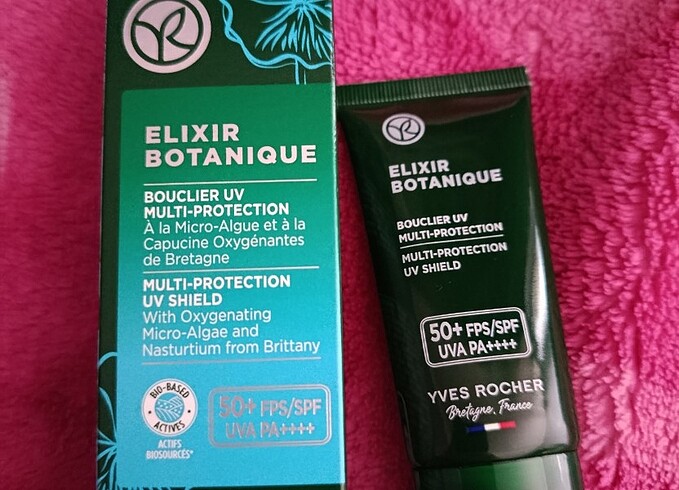 ELIXIR
BOTANIQUE
BOUCLIER UV
MULTI-PROTECTION
À la Micro-Algue et à la
Capucine Oxygénantes
de Bretagne
MULTI-PROTECTION
UV SHIELD
With Oxygenating
Micro-Algae and
Nasturtium from Brittany
BIO-BASED
ACTIVES
ACTIFS
BIOSOURCÉS*
50+ FPS/SPF
UVA PA++++
ELIXIR
BOTANIQUE
BOUCLIER UV
MULTI-PROTECTION
MULTI-PROTECTION
UV SHIELD
50+ FPS/SPF
UVA PA++++
YVES ROCHER
Bretagne, France